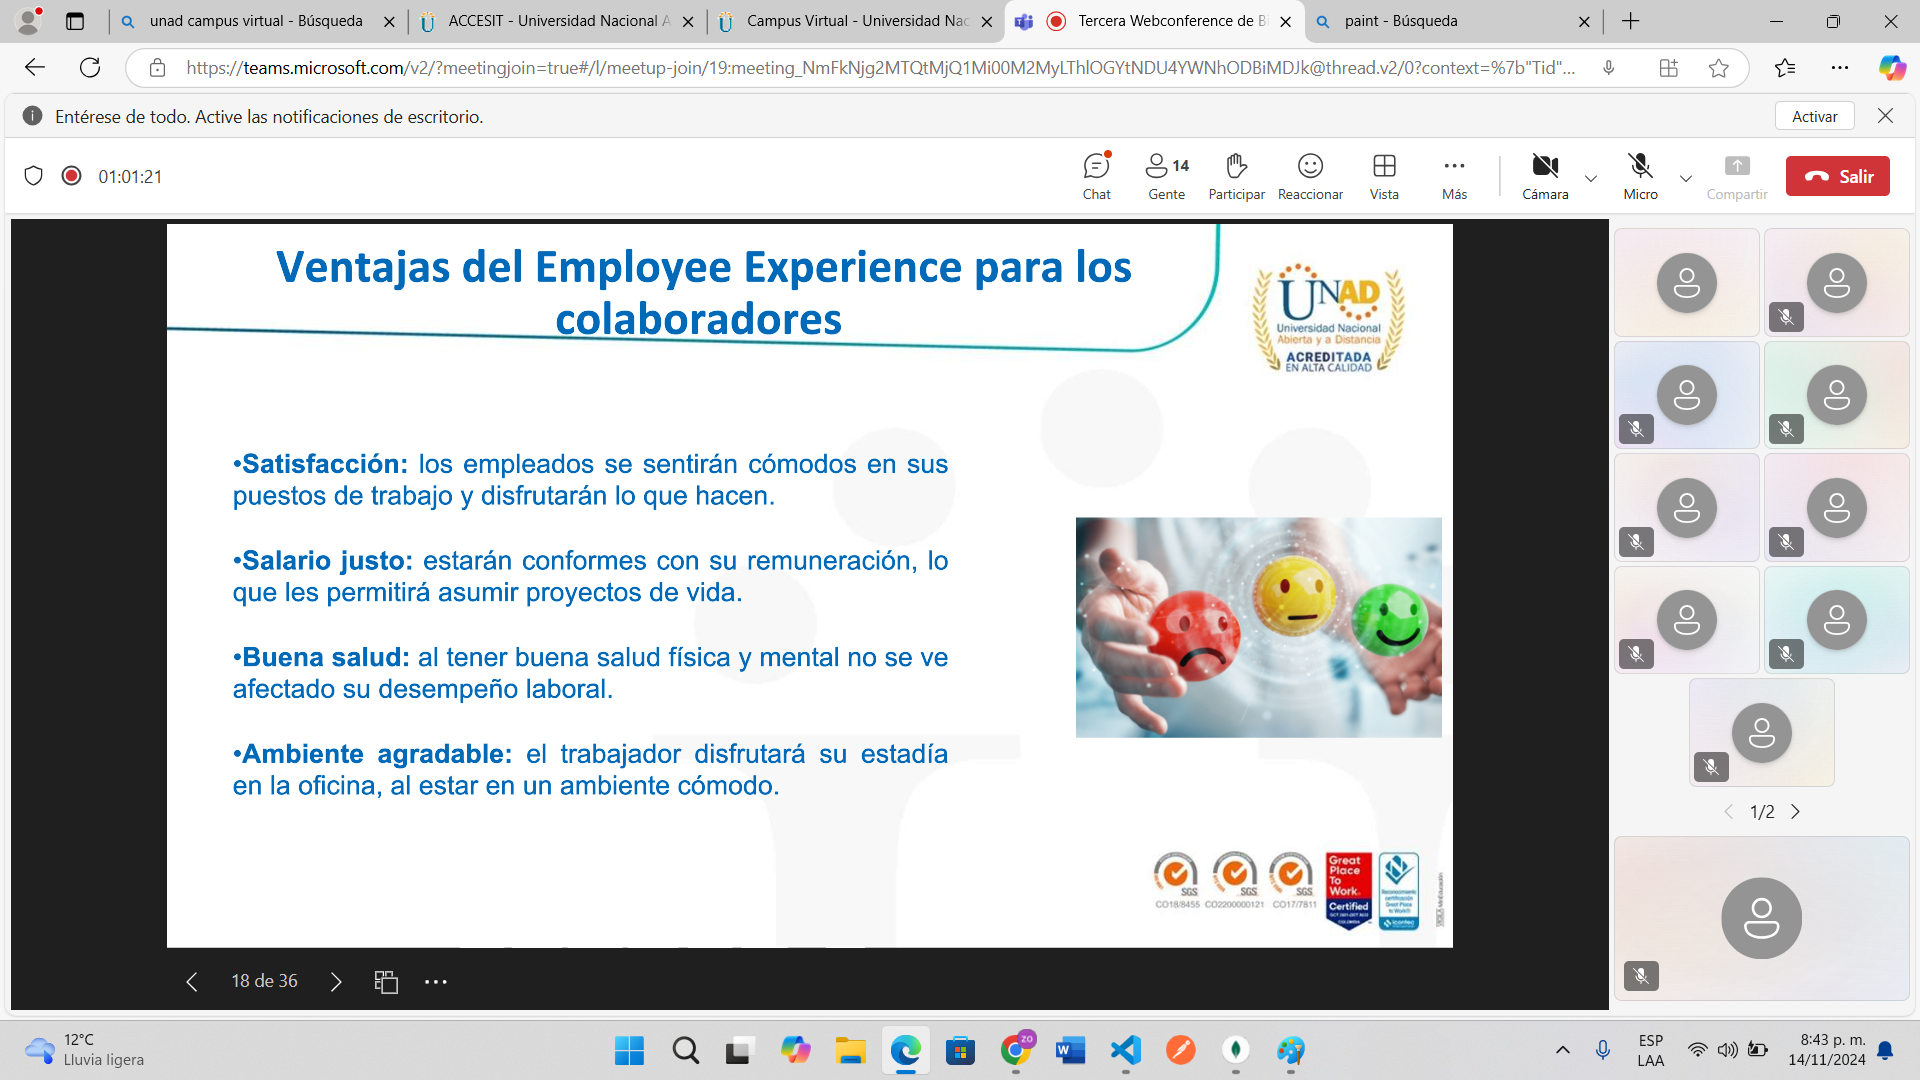 unad campus virtual - Búsqueda
ACCESIT - Universidad Nacional A
Campus Virtual - Universidad Nac
Tercera Webconference de Bi
paint - Búsqueda
https://teams.microsoft.com/v2/?meetingjoin=true#/l/meetup-join/19:meeting_NmFkNjg2MTQtMjQ1Mi00M2MyLThlOGYtNDU4YWNhODBiMDJk@thread.v2/0?context=%7b"Tid"...
Entérese de todo. Active las notificaciones de escritorio.
Activar
01:01:21
Chat
14
Gente
Participar
Reaccionar
Vista
Más
Cámara
Micro
Compartir
Salir
Ventajas del Employee Experience para los
colaboradores
UNAD
Universidad Nacional
Abierta y a Distancia
ACREDITADA
EN ALTA CALIDAD
•Satisfacción: los empleados se sentirán cómodos en sus
puestos de trabajo y disfrutarán lo que hacen.
•Salario justo: estarán conformes con su remuneración, lo
que les permitirá asumir proyectos de vida.
•Buena salud: al tener buena salud física y mental no se ve
afectado su desempeño laboral.
•Ambiente agradable: el trabajador disfrutará su estadía
en la oficina, al estar en un ambiente cómodo.
SGS
CO18/8455
SGS
CO2200000121
SGS
CO17/7811
Great
Place
To
Work.
Certified
icontec
1/2
18 de 36
12°C
Lluvia ligera
ZO
ESP
LAA
8:43 p. m.
14/11/2024